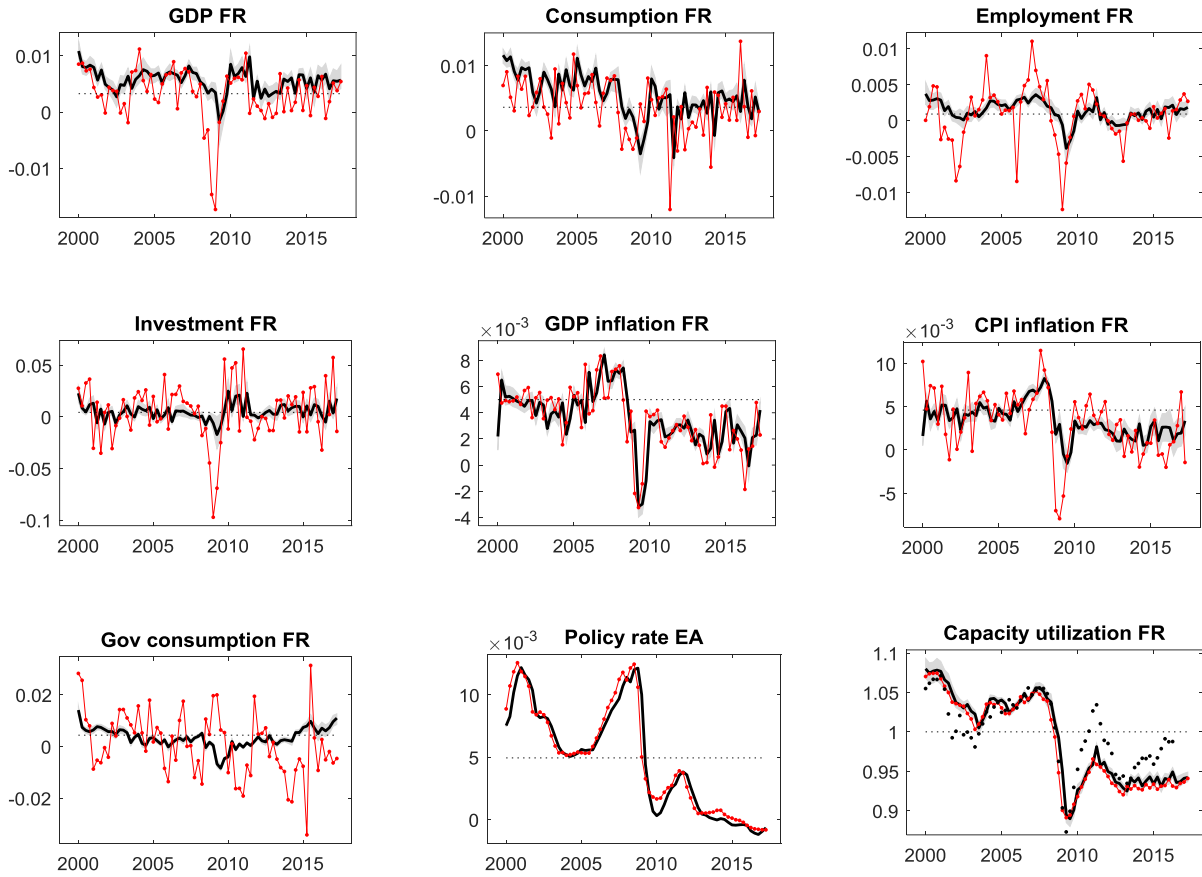 GDP FR
0.01
0
-0.01
2000 2005 2010 2015
Consumption FR
0.01
0
-0.01
2000 2005 2010 2015
Employment FR
0.01
0.005
0
-0.005
-0.01
2000 2005 2010 2015
Investment FR
0.05
0
-0.05
-0.1
2000 2005 2010 2015
×10-3
GDP inflation FR
8
6
4
2
0
-2
-4
2000 2005 2010 2015
×10-3
CPI inflation FR
10
5
0
-5
2000 2005 2010 2015
Gov consumption FR
0.02
0
-0.02
2000 2005 2010 2015
×10-3
Policy rate EA
10
5
0
2000 2005 2010 2015
Capacity utilization FR
1.1
1.05
1
0.95
0.9
2000 2005 2010 2015